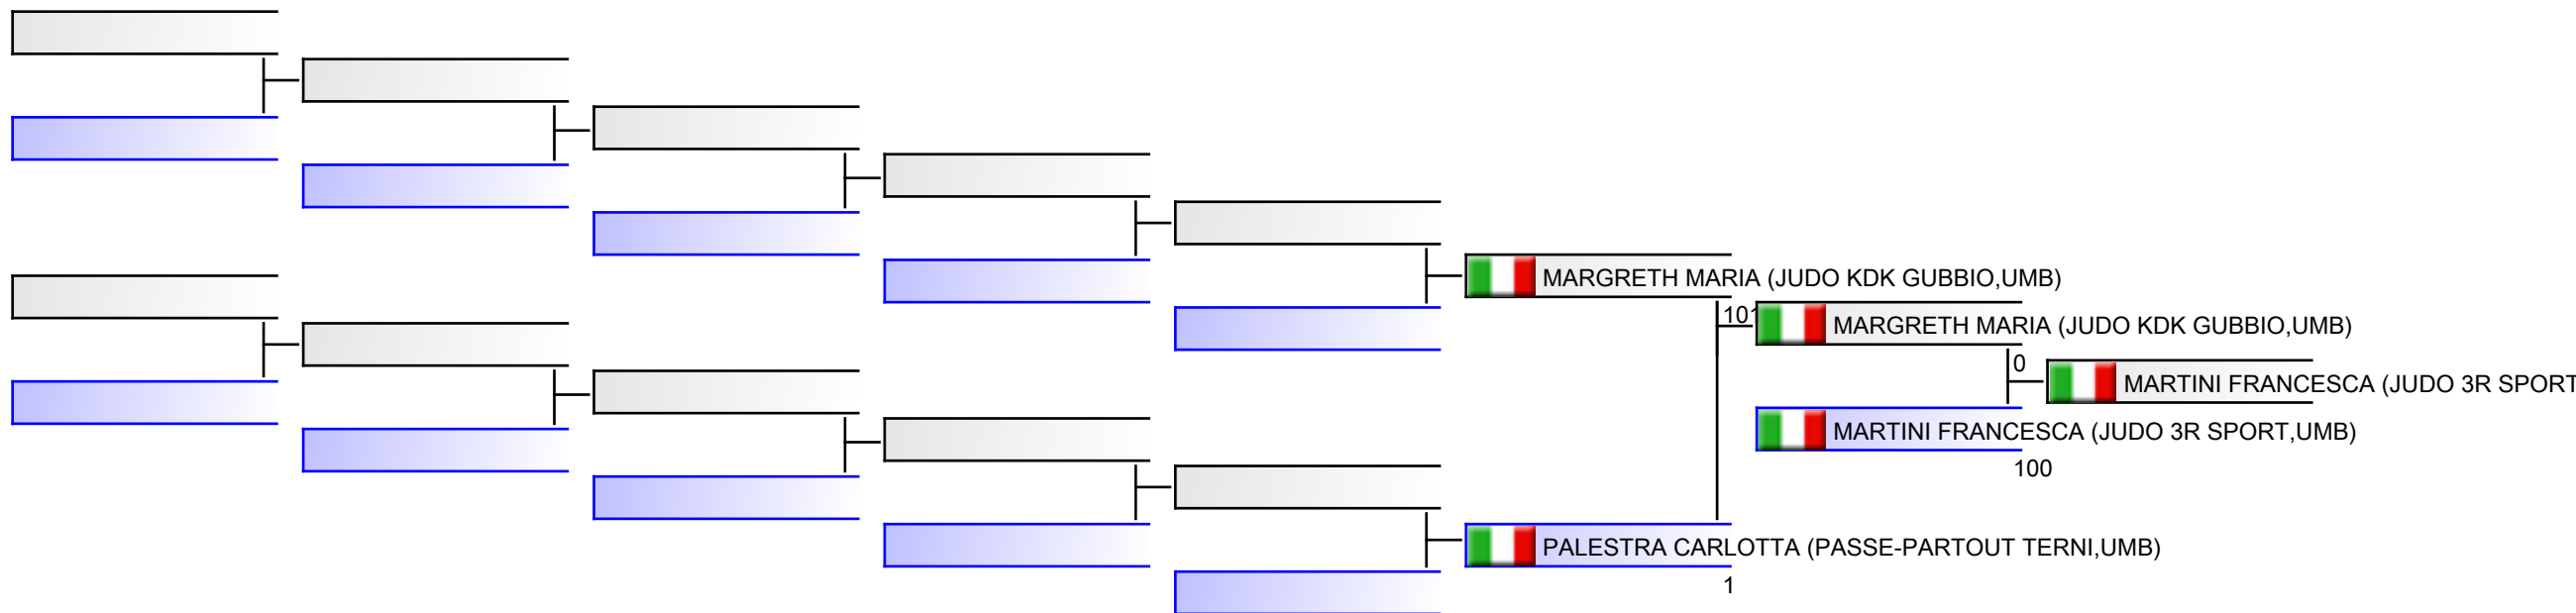 MARGRETH MARIA (JUDO KDK GUBBIO,UMB)
101
MARGRETH MARIA (JUDO KDK GUBBIO,UMB)
0
MARTINI FRANCESCA (JUDO 3R SPORT
MARTINI FRANCESCA (JUDO 3R SPORT,UMB)
100
PALESTRA CARLOTTA (PASSE-PARTOUT TERNI,UMB)
1